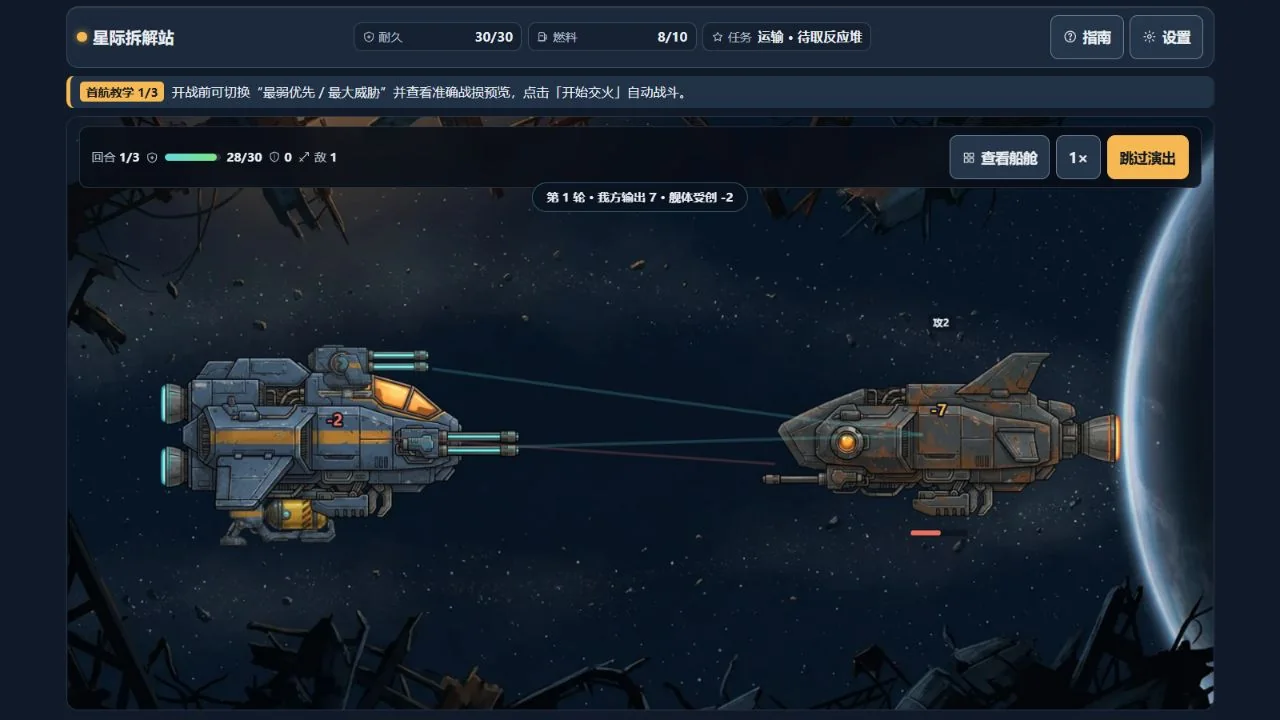 星际拆解站
耐久 30/30
燃料 8/10
任务 运输 • 待取反应堆
指南
设置
首航教学 1/3 开战前可切换“最弱优先 / 最大威胁”并查看准确战损预览，点击「开始交火」自动战斗。
回合 1/3 28/30 0 敌 1
查看船舱
1×
跳过演出
第 1 轮 • 我方输出 7 • 舰体受创 -2
攻2
-2
-7